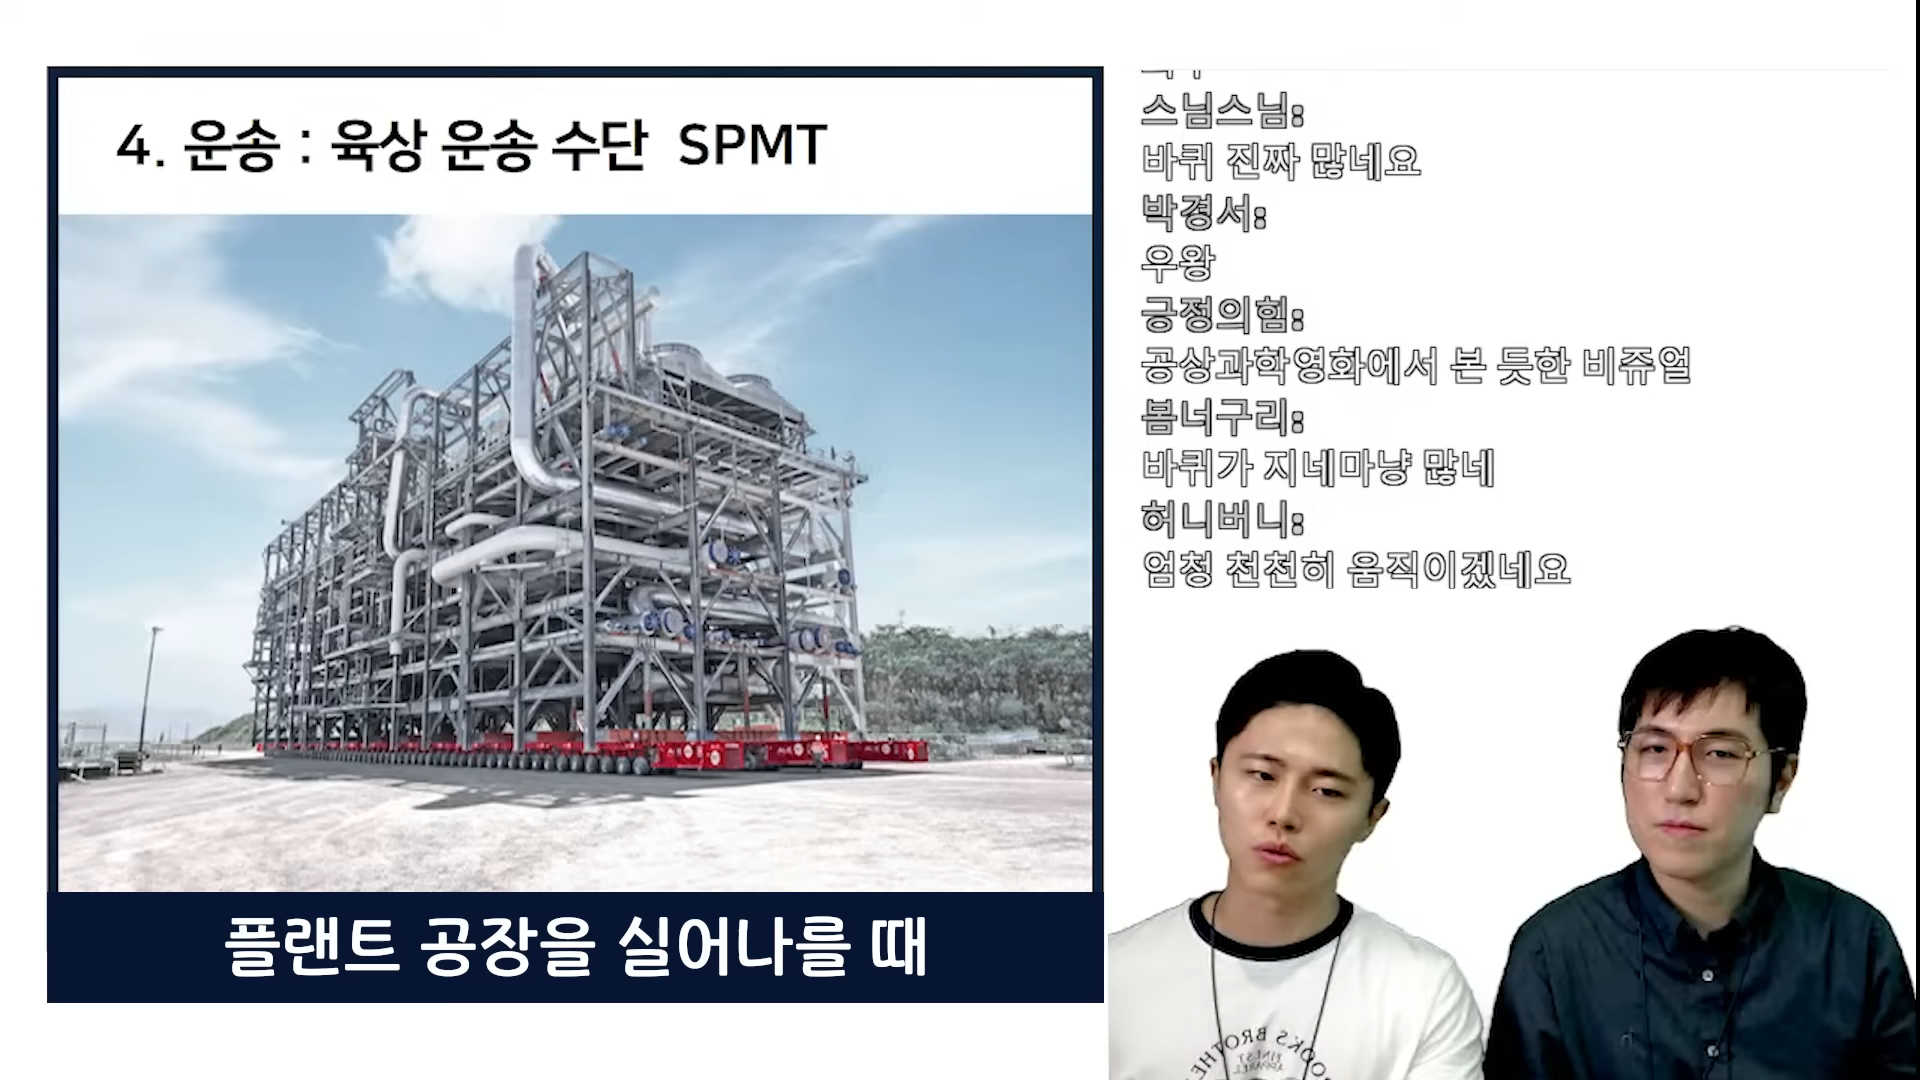 4. 운송 : 육상 운송 수단 SPMT
플랜트 공장을 실어나를 때
스님스님:
바퀴 진짜 많네요
박경서:
우왕
긍정의힘:
공상과학영화에서 본 듯한 비쥬얼
봄너구리:
바퀴가 지네마냥 많네
허니버니:
엄청 천천히 움직이겠네요